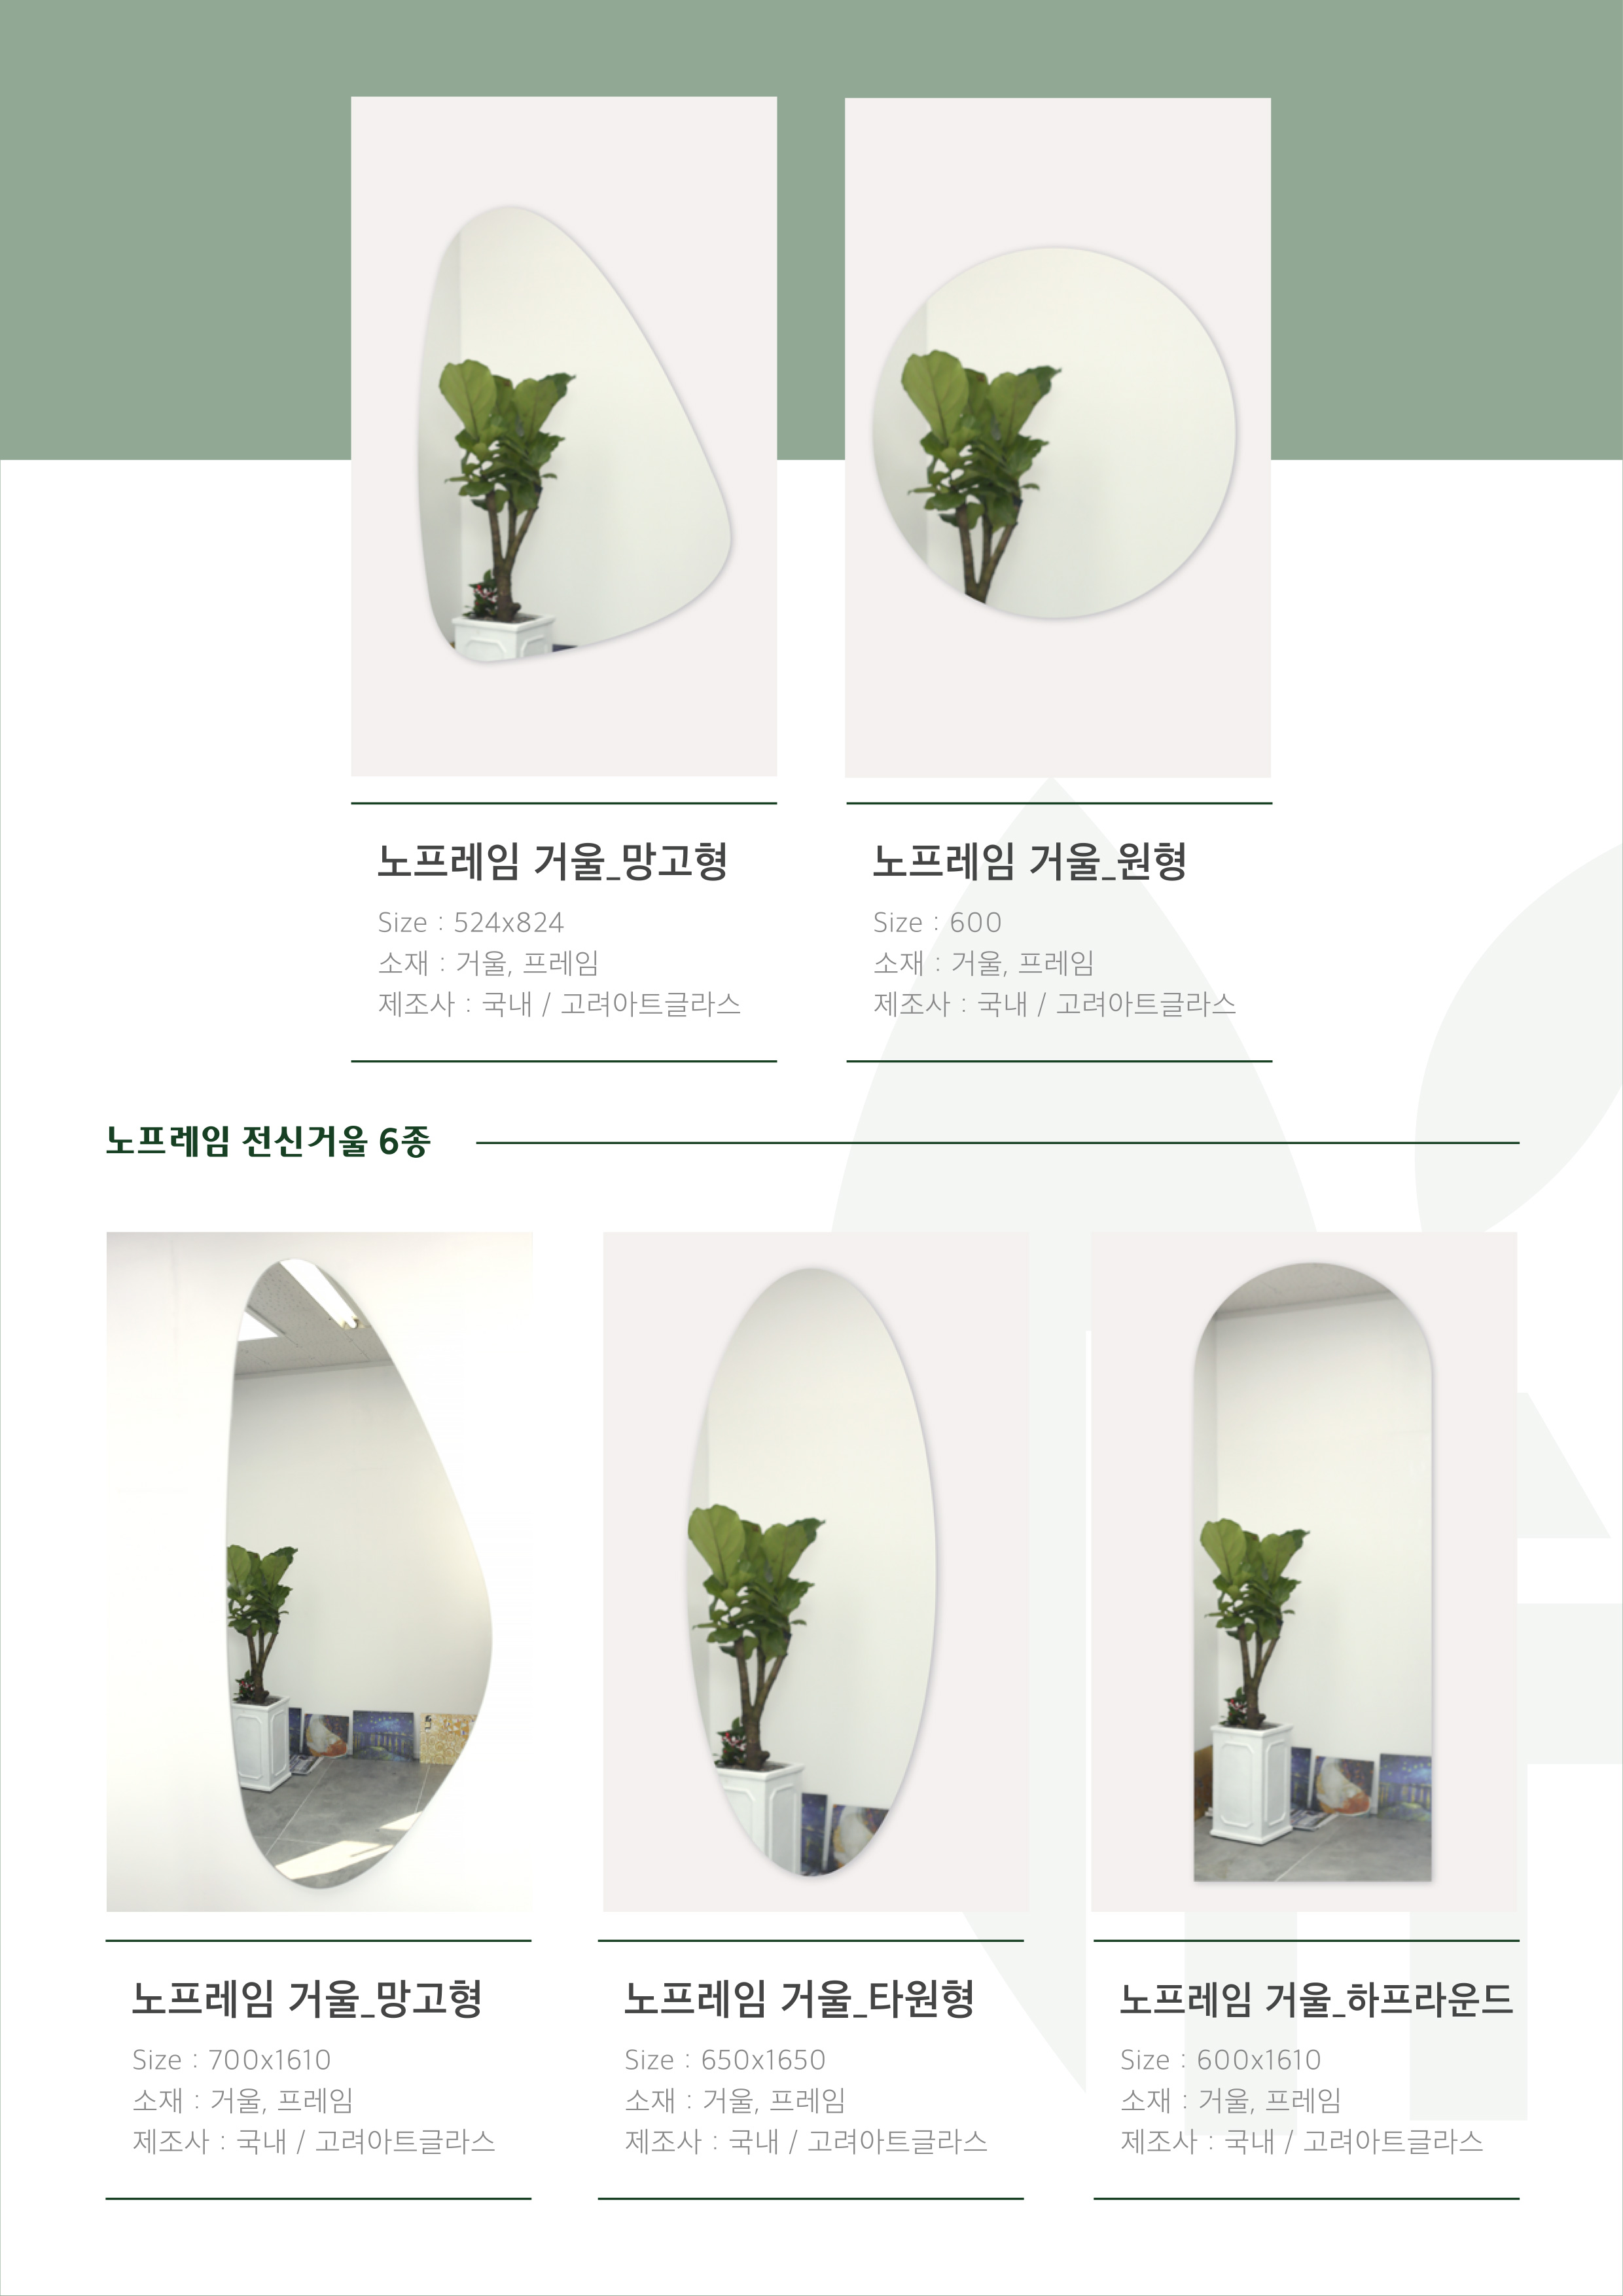 노프레임 거울_망고형
Size : 524x824
소재 : 거울, 프레임
제조사 : 국내 / 고려아트글라스
노프레임 거울_원형
Size : 600
소재 : 거울, 프레임
제조사 : 국내 / 고려아트글라스
노프레임 전신거울 6종
노프레임 거울_망고형
Size : 700x1610
소재 : 거울, 프레임
제조사 : 국내 / 고려아트글라스
노프레임 거울_타원형
Size : 650x1650
소재 : 거울, 프레임
제조사 : 국내 / 고려아트글라스
노프레임 거울_하프라운드
Size : 600x1610
소재 : 거울, 프레임
제조사 : 국내 / 고려아트글라스